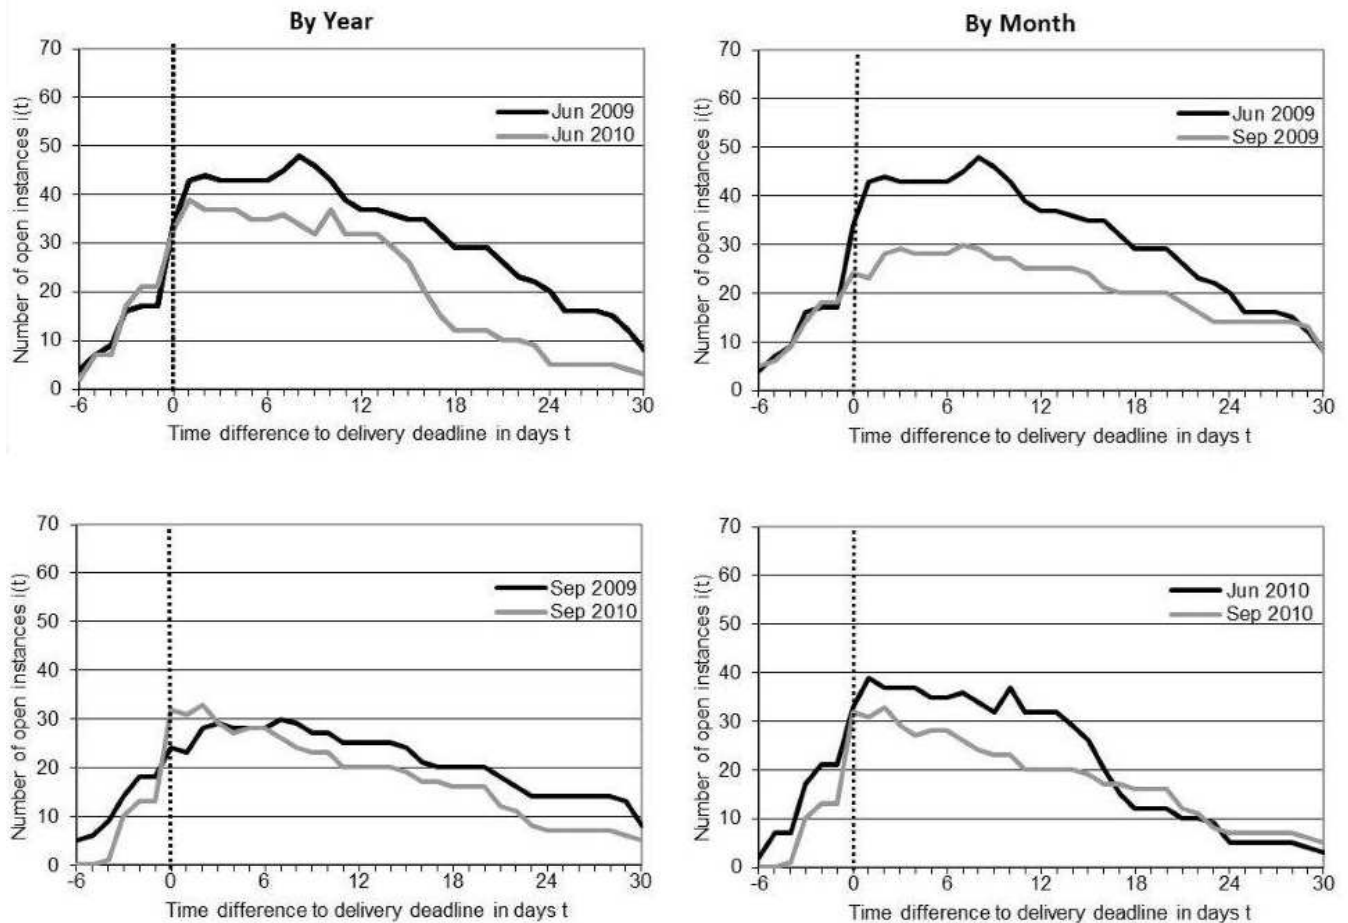 By Year
By Month
70
60
50
40
30
20
10
0
Number of open instances i(t)
Jun 2009
Jun 2010
-6 0 6 12 18 24 30
Time difference to delivery deadline in days t
70
60
50
40
30
20
10
0
Number of open instances i(t)
Jun 2009
Sep 2009
-6 0 6 12 18 24 30
Time difference to delivery deadline in days t
70
60
50
40
30
20
10
0
Number of open instances i(t)
Sep 2009
Sep 2010
-6 0 6 12 18 24 30
Time difference to delivery deadline in days t
70
60
50
40
30
20
10
0
Number of open instances i(t)
Jun 2010
Sep 2010
-6 0 6 12 18 24 30
Time difference to delivery deadline in days t